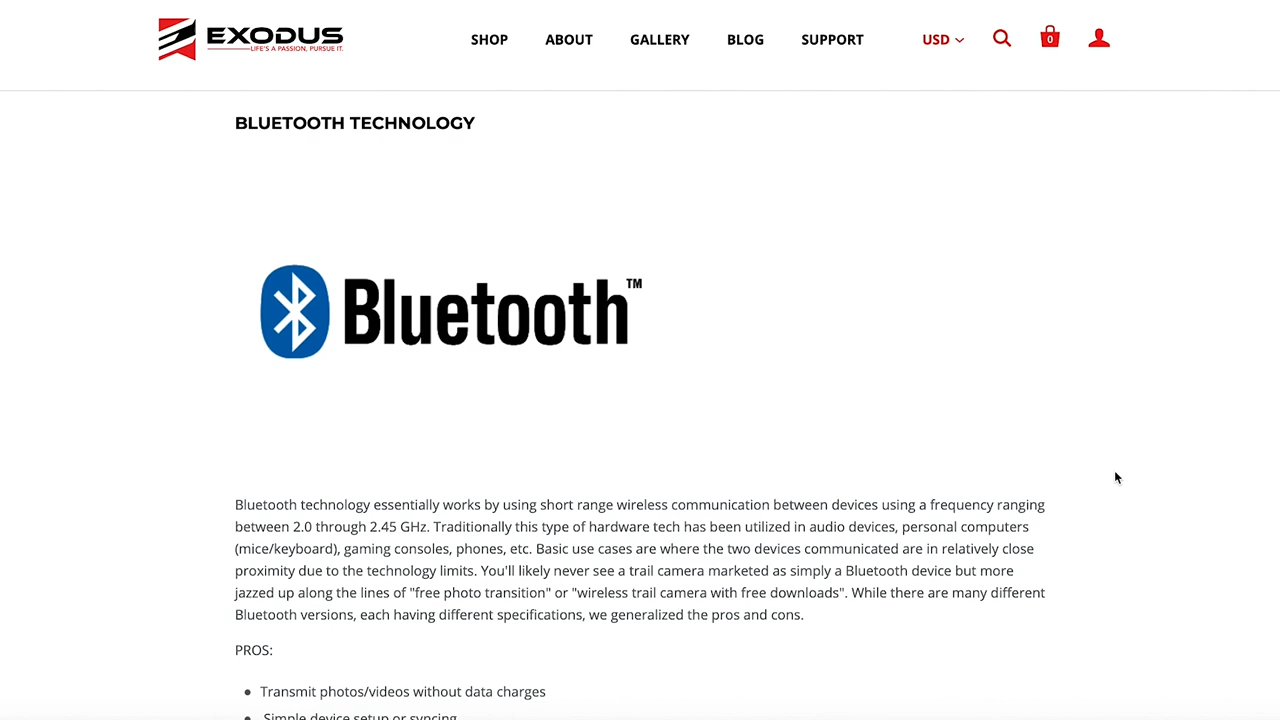 EXODUS
LIFE'S A PASSION, PURSUE IT.
SHOP ABOUT GALLERY BLOG SUPPORT USD 0
BLUETOOTH TECHNOLOGY
Bluetooth™
Bluetooth technology essentially works by using short range wireless communication between devices using a frequency ranging
between 2.0 through 2.45 GHz. Traditionally this type of hardware tech has been utilized in audio devices, personal computers
(mice/keyboard), gaming consoles, phones, etc. Basic use cases are where the two devices communicated are in relatively close
proximity due to the technology limits. You'll likely never see a trail camera marketed as simply a Bluetooth device but more
jazzed up along the lines of "free photo transition" or "wireless trail camera with free downloads". While there are many different
Bluetooth versions, each having different specifications, we generalized the pros and cons.
PROS:
• Transmit photos/videos without data charges
• Simple device setup or syncing